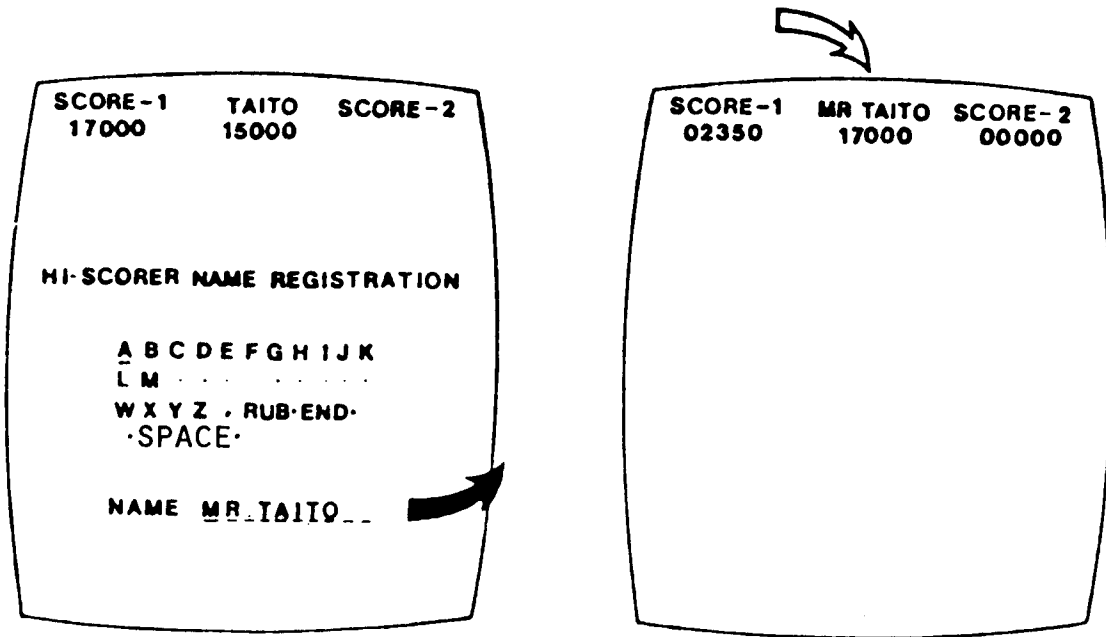 SCORE-1 TAITO SCORE-2
17000 15000
HI-SCORER NAME REGISTRATION
A B C D E F G H I J K
L M · · · · · · · ·
W X Y Z . RUB·END·
·SPACE·
NAME MR.TAITO__
SCORE-1 MR TAITO SCORE-2
02350 17000 00000